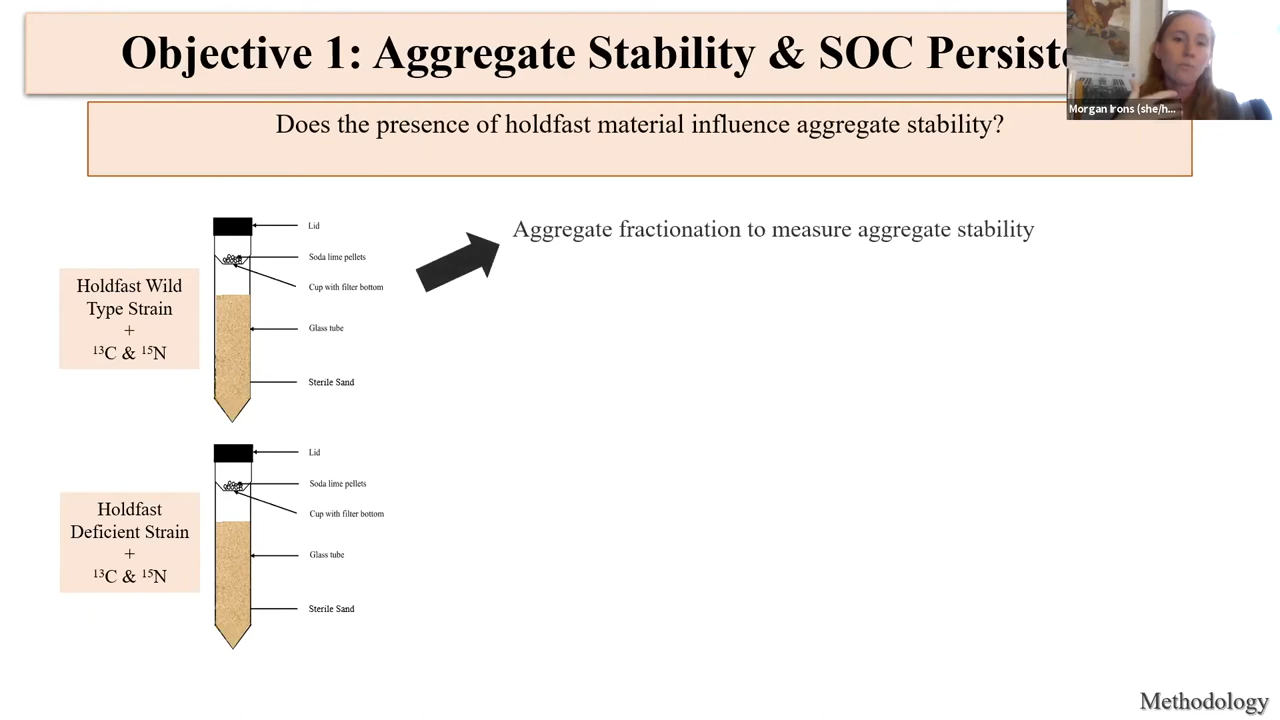 Objective 1: Aggregate Stability & SOC Persiste
Morgan Irons (she/h...
Does the presence of holdfast material influence aggregate stability?
Aggregate fractionation to measure aggregate stability
Holdfast Wild
Type Strain
+
¹³C & ¹⁵N
Lid
Soda lime pellets
Cup with filter bottom
Glass tube
Sterile Sand
Holdfast
Deficient Strain
+
¹³C & ¹⁵N
Lid
Soda lime pellets
Cup with filter bottom
Glass tube
Sterile Sand
Methodology